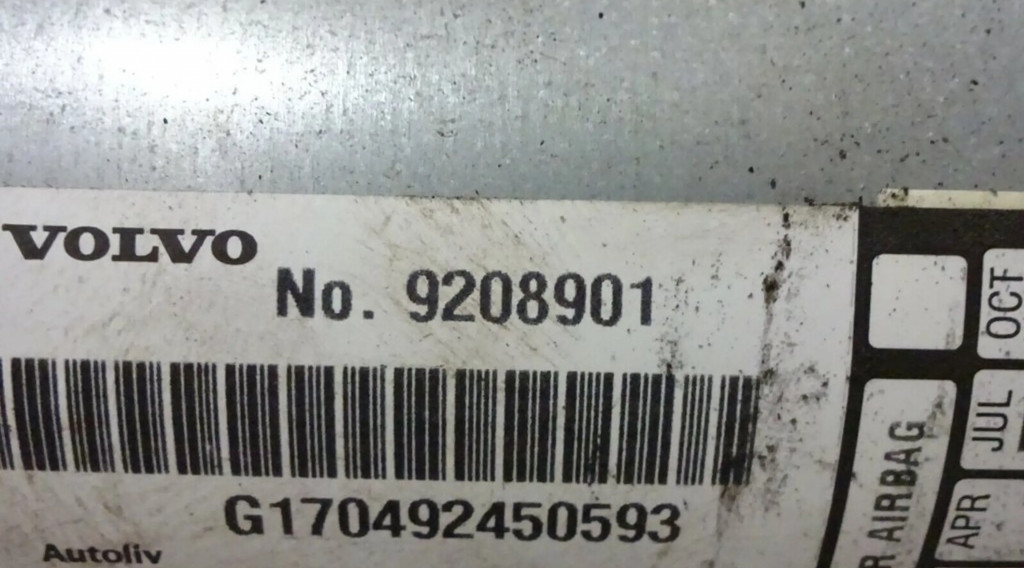 VOLVO
No. 9208901
G170492450593
Autoliv
R AIRBAG
OCT
JUL
APR